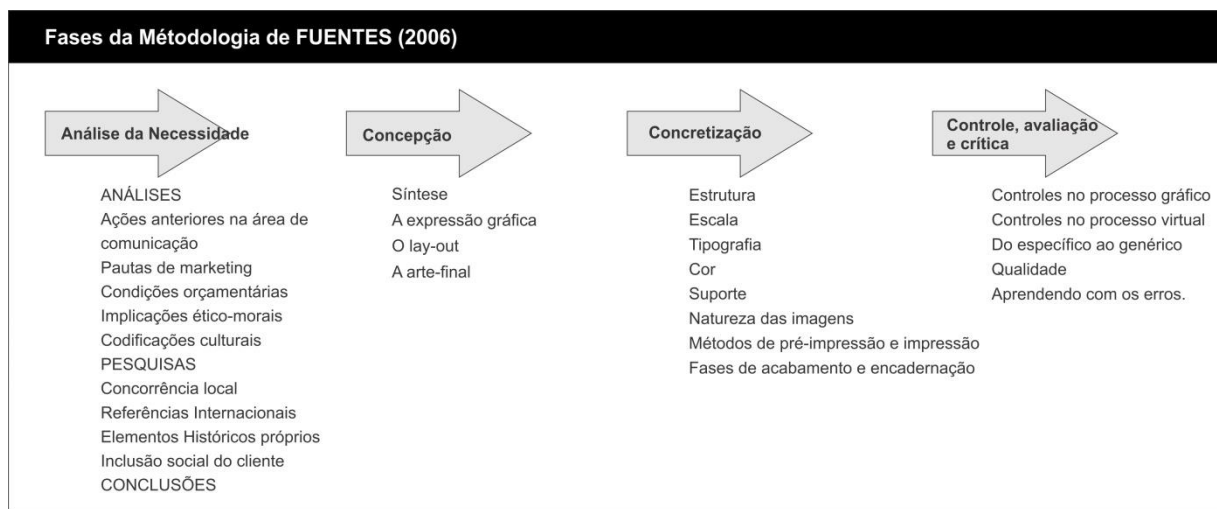 Fases da Métodologia de FUENTES (2006)
Análise da Necessidade
ANÁLISES
Ações anteriores na área de
comunicação
Pautas de marketing
Condições orçamentárias
Implicações ético-morais
Codificações culturais
PESQUISAS
Concorrência local
Referências Internacionais
Elementos Históricos próprios
Inclusão social do cliente
CONCLUSÕES
Concepção
Síntese
A expressão gráfica
O lay-out
A arte-final
Concretização
Estrutura
Escala
Tipografia
Cor
Suporte
Natureza das imagens
Métodos de pré-impressão e impressão
Fases de acabamento e encadernação
Controle, avaliação
e crítica
Controles no processo gráfico
Controles no processo virtual
Do específico ao genérico
Qualidade
Aprendendo com os erros.